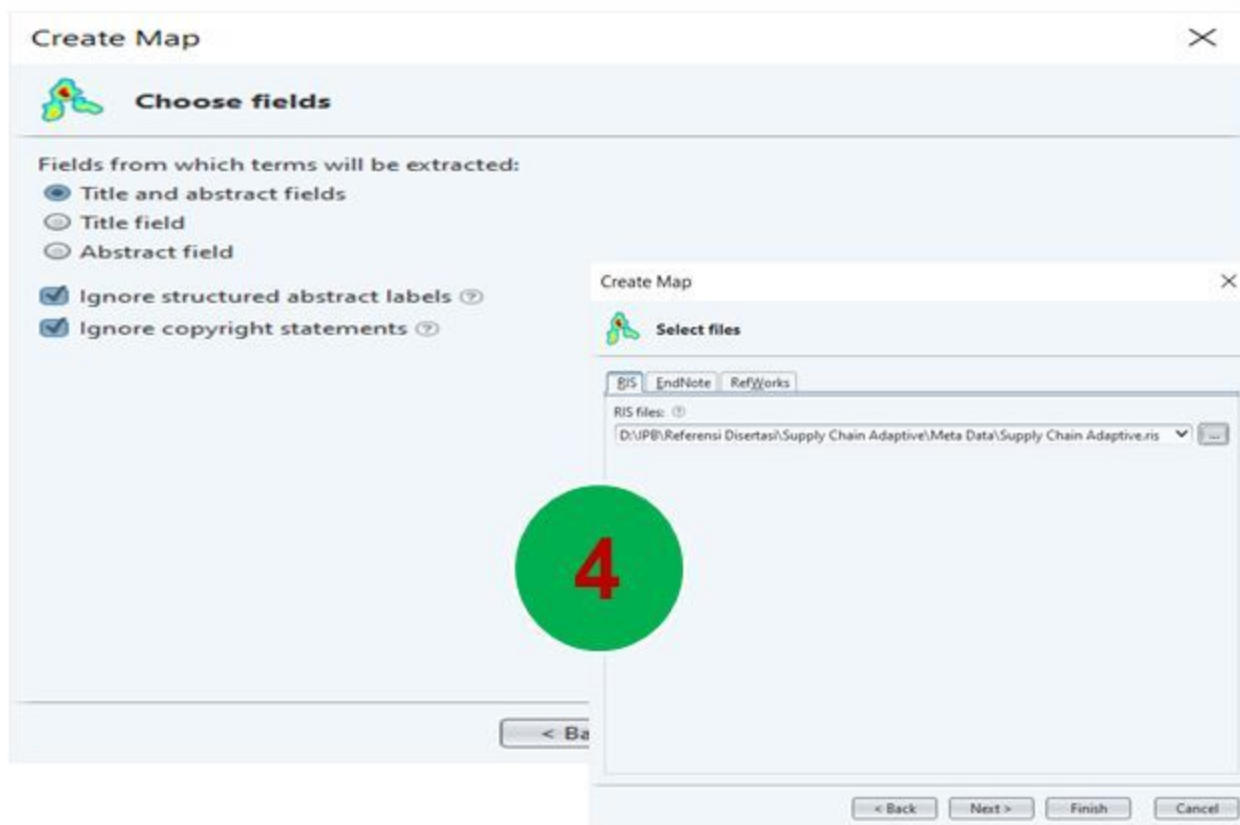 Create Map
Choose fields
Fields from which terms will be extracted:
Title and abstract fields
Title field
Abstract field
Ignore structured abstract labels
Ignore copyright statements
<
Create Map
Select files
RIS EndNote RefWorks
RIS files:
D:\IPB\Referensi Disertasi\Supply Chain Adaptive\Meta Data\Supply Chain Adaptive.ris ...
4
< Back Next > Finish Cancel